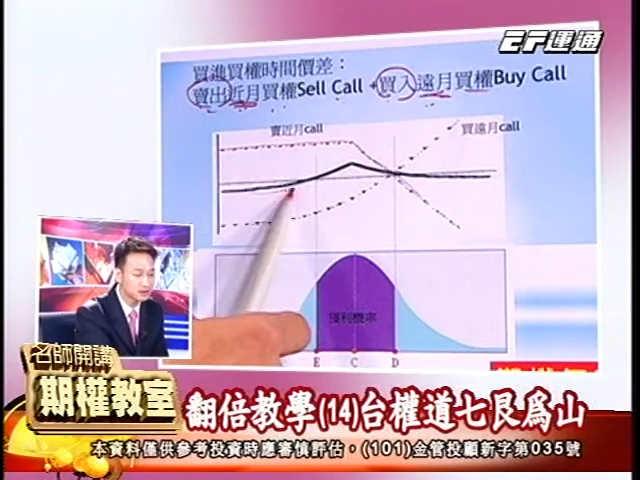 EF運通
買進買權時間價差：
賣出近月買權Sell Call +買入遠月買權Buy Call
賣近月call
買遠月call
獲利機率
E C D
名師開講
期權教室
翻倍教學(14)台權道七艮為山
本資料僅供參考投資時應審慎評估，(101)金管投顧新字第035號